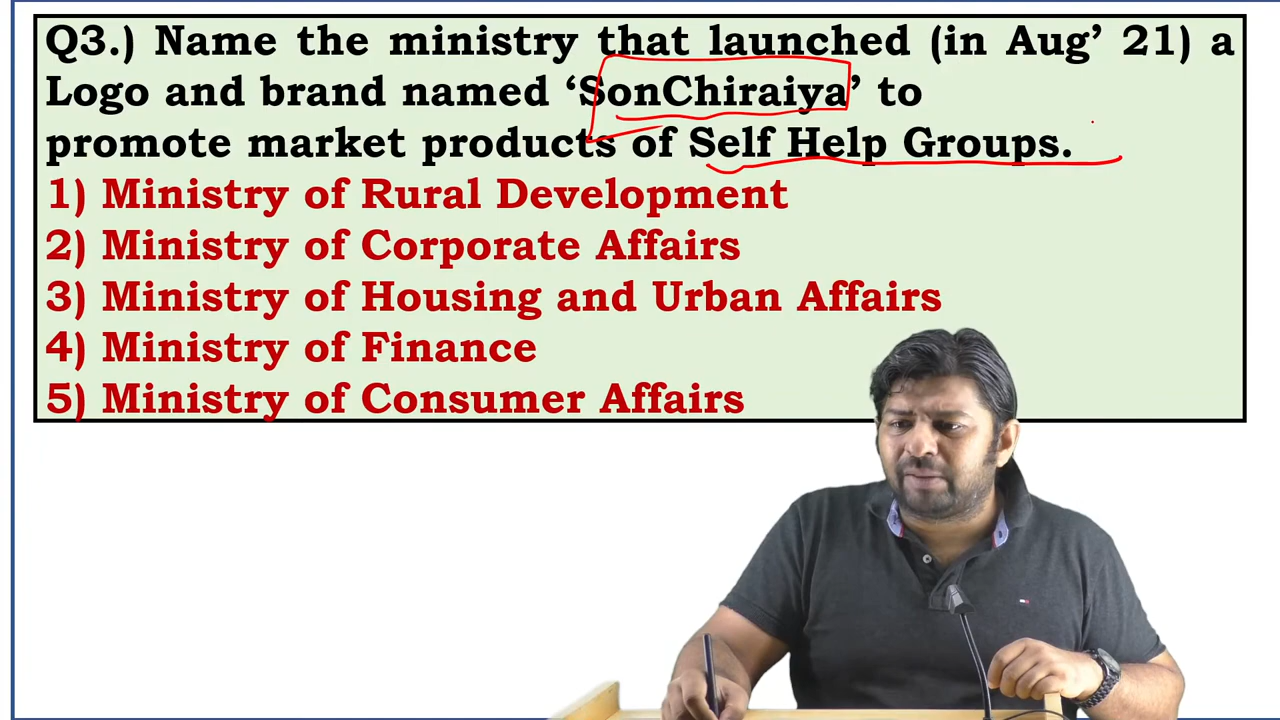 Q3.) Name the ministry that launched (in Aug’ 21) a
Logo and brand named ‘SonChiraiya’ to
promote market products of Self Help Groups.
1) Ministry of Rural Development
2) Ministry of Corporate Affairs
3) Ministry of Housing and Urban Affairs
4) Ministry of Finance
5) Ministry of Consumer Affairs